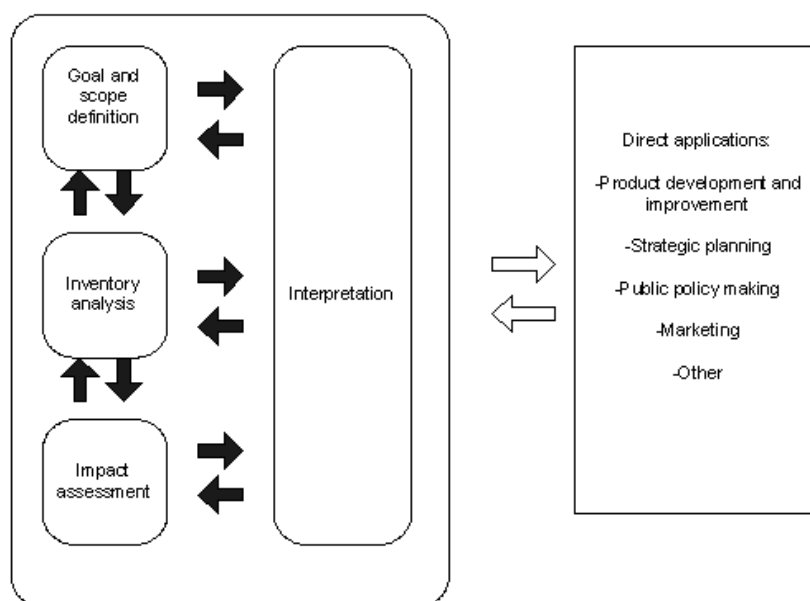 Goal and
scope
definition
Inventory
analysis
Impact
assessment
Interpretation
Direct applications:
-Product development and
improvement
-Strategic planning
-Public policy making
-Marketing
-Other